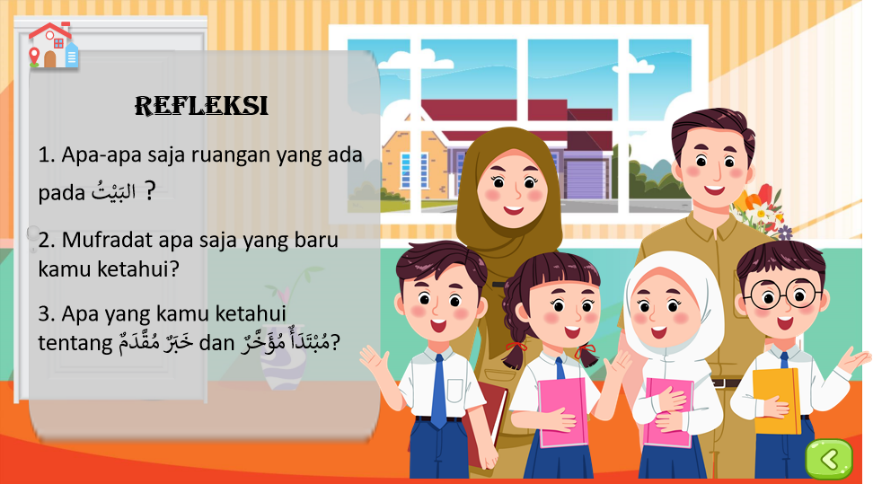 REFLEKSI
1. Apa-apa saja ruangan yang ada
pada البَيْتُ ?
2. Mufradat apa saja yang baru
kamu ketahui?
3. Apa yang kamu ketahui
tentang خَبَرٌ مُقَّدَمٌ dan مُبْتَدَأٌ مُؤَخَّرٌ?